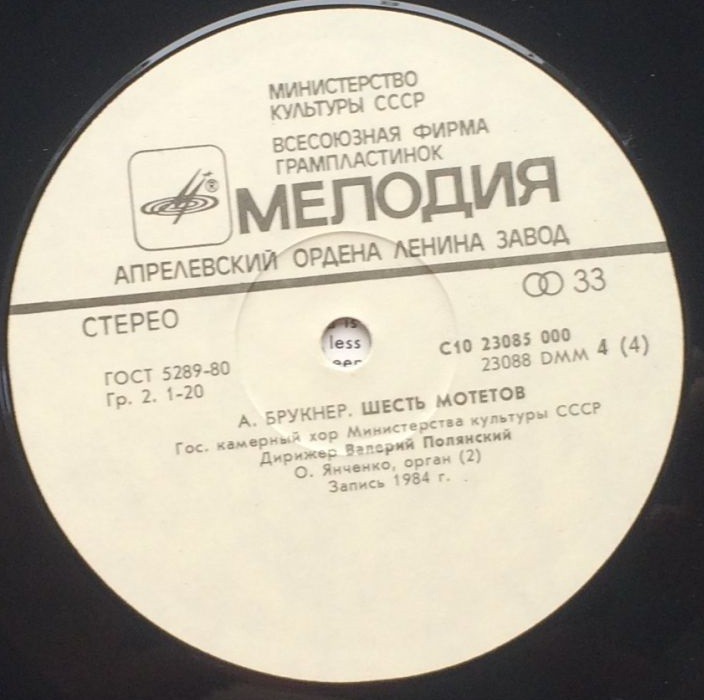 МИНИСТЕРСТВО
КУЛЬТУРЫ СССР
ВСЕСОЮЗНАЯ ФИРМА
ГРАМПЛАСТИНОК
®
МЕЛОДИЯ
АПРЕЛЕВСКИЙ ОРДЕНА ЛЕНИНА ЗАВОД
33
СТЕРЕО
ГОСТ 5289-80
Гр. 2. 1-20
is
less
С10 23085 000
23088 DMM 4 (4)
А. БРУКНЕР. ШЕСТЬ МОТЕТОВ
Гос. камерный хор Министерства культуры СССР
Дирижер Валерий Полянский
О. Янченко, орган (2)
Запись 1984 г.